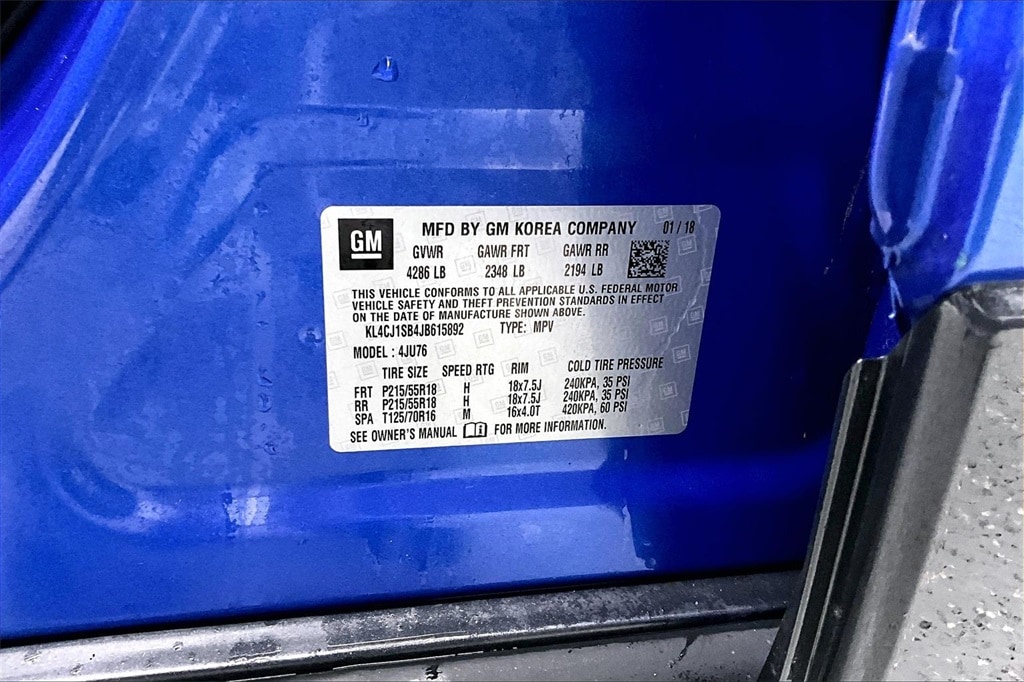 GM
MFD BY GM KOREA COMPANY 01 / 18
GVWR GAWR FRT GAWR RR
4286 LB 2348 LB 2194 LB
THIS VEHICLE CONFORMS TO ALL APPLICABLE U.S. FEDERAL MOTOR
VEHICLE SAFETY AND THEFT PREVENTION STANDARDS IN EFFECT
ON THE DATE OF MANUFACTURE SHOWN ABOVE.
KL4CJ1SB4JB615892 TYPE: MPV
MODEL : 4JU76
TIRE SIZE SPEED RTG RIM COLD TIRE PRESSURE
FRT P215/55R18 H 18x7.5J 240KPA, 35 PSI
RR P215/55R18 H 18x7.5J 240KPA, 35 PSI
SPA T125/70R16 M 16x4.0T 420KPA, 60 PSI
SEE OWNER'S MANUAL FOR MORE INFORMATION.